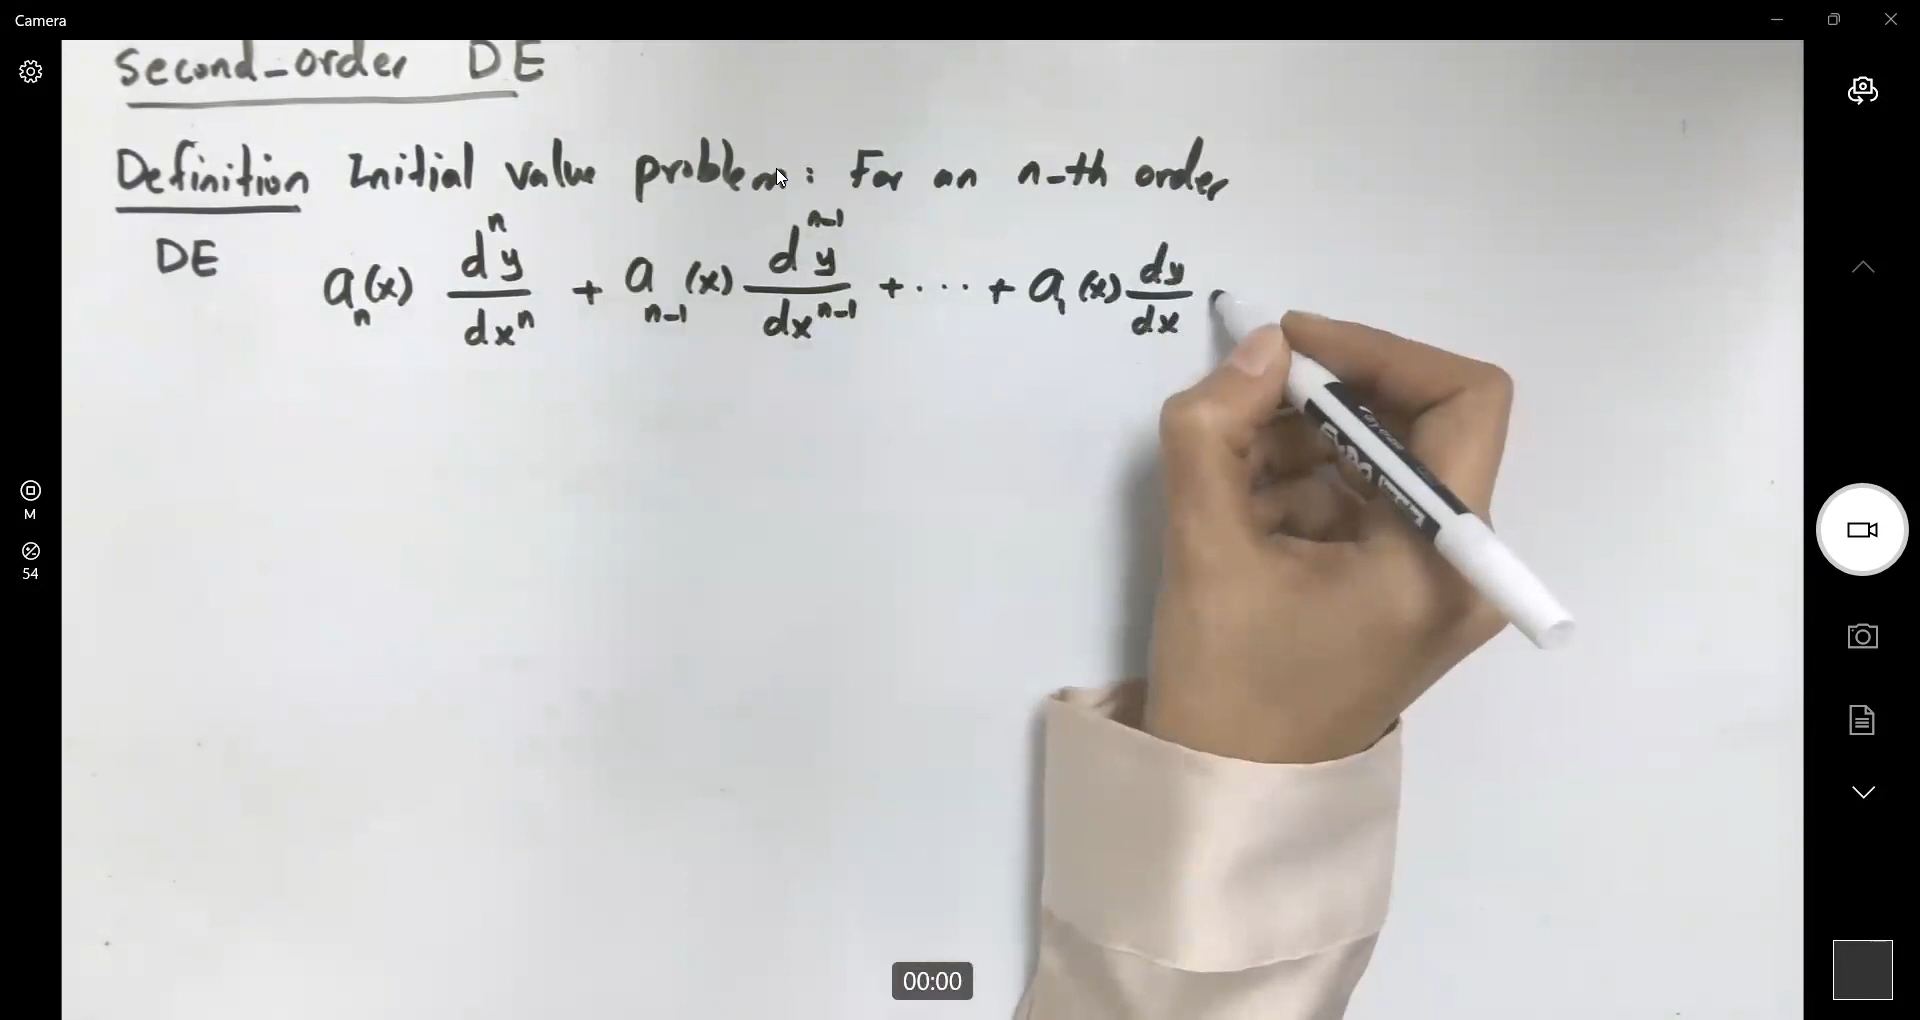 Camera
Second-order DE
Definition Initial value problem: For an n-th order
DE aₙ(x) dⁿy/dxⁿ + aₙ₋₁(x) dⁿ⁻¹y/dxⁿ⁻¹ + ··· + a₁(x) dy/dx
M
54
00:00